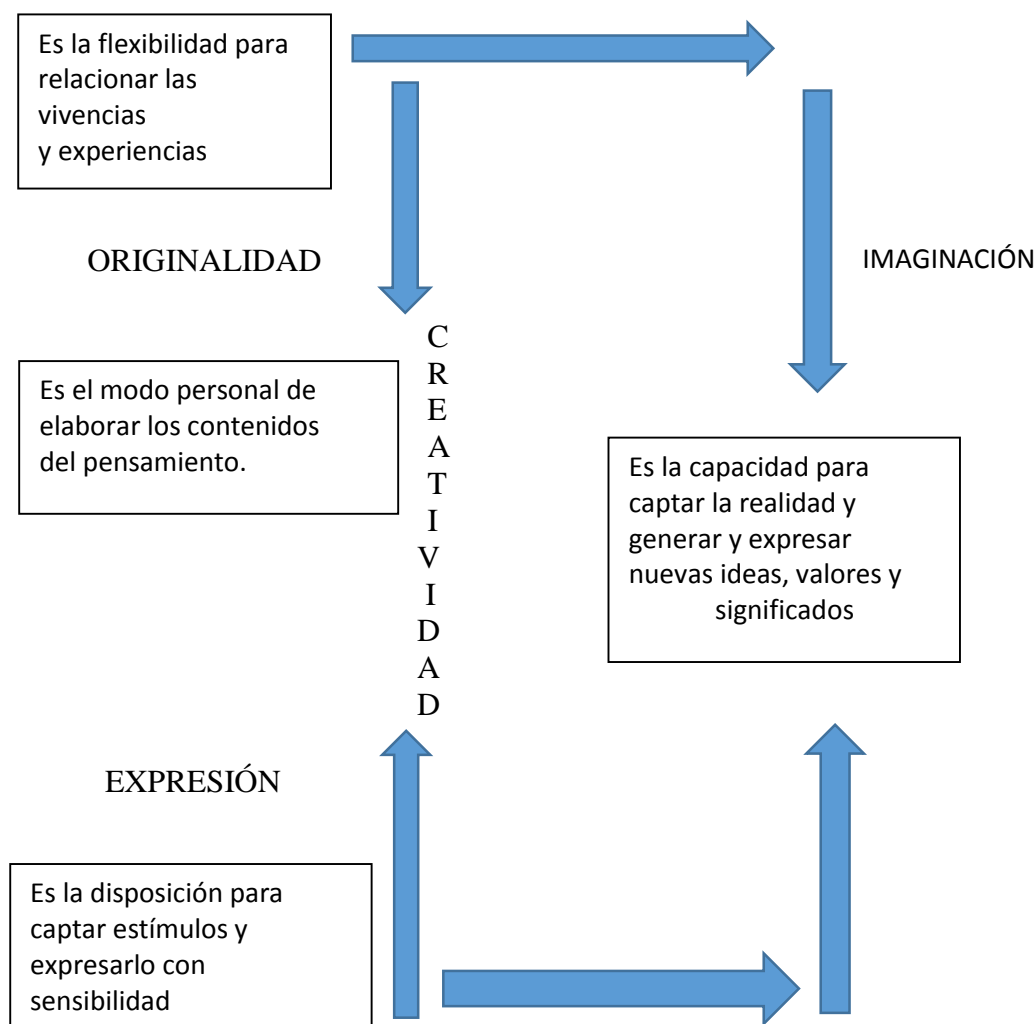 Es la flexibilidad para
relacionar las
vivencias
y experiencias
ORIGINALIDAD
IMAGINACIÓN
CREATIVIDAD
Es el modo personal de
elaborar los contenidos
del pensamiento.
Es la capacidad para
captar la realidad y
generar y expresar
nuevas ideas, valores y
significados
EXPRESIÓN
Es la disposición para
captar estímulos y
expresarlo con
sensibilidad